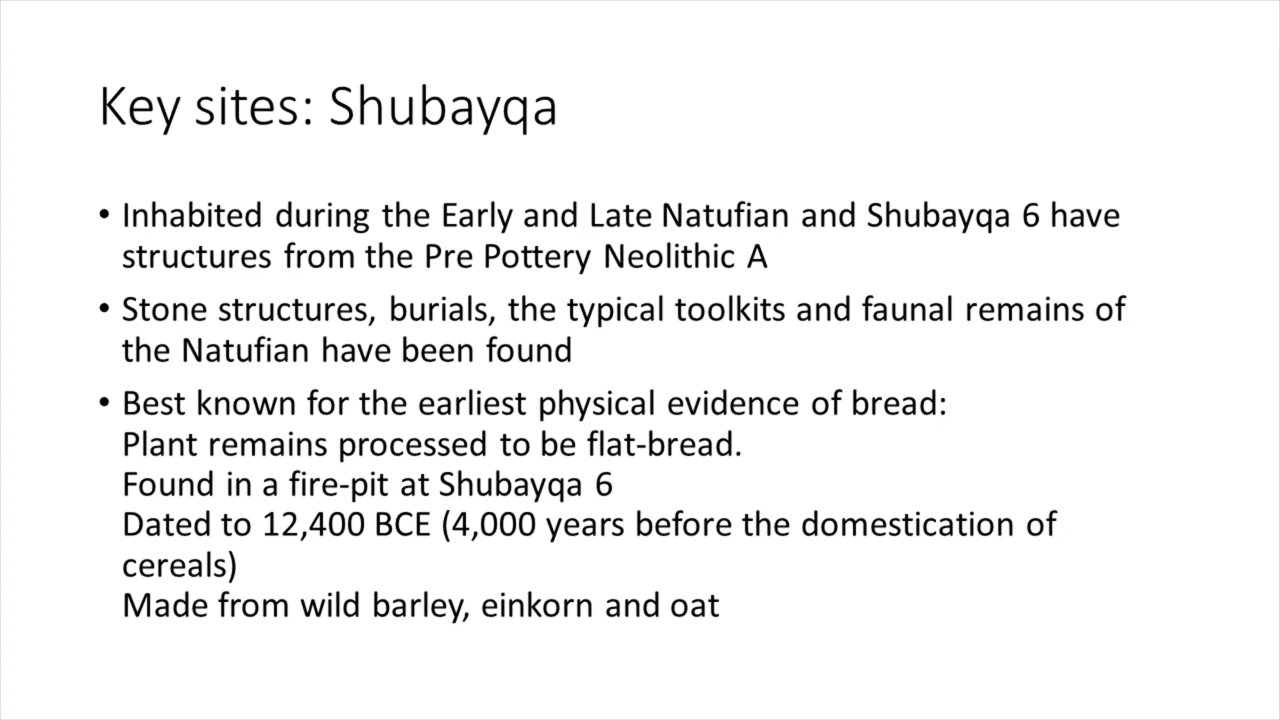 Key sites: Shubayqa
• Inhabited during the Early and Late Natufian and Shubayqa 6 have
structures from the Pre Pottery Neolithic A
• Stone structures, burials, the typical toolkits and faunal remains of
the Natufian have been found
• Best known for the earliest physical evidence of bread:
Plant remains processed to be flat-bread.
Found in a fire-pit at Shubayqa 6
Dated to 12,400 BCE (4,000 years before the domestication of
cereals)
Made from wild barley, einkorn and oat